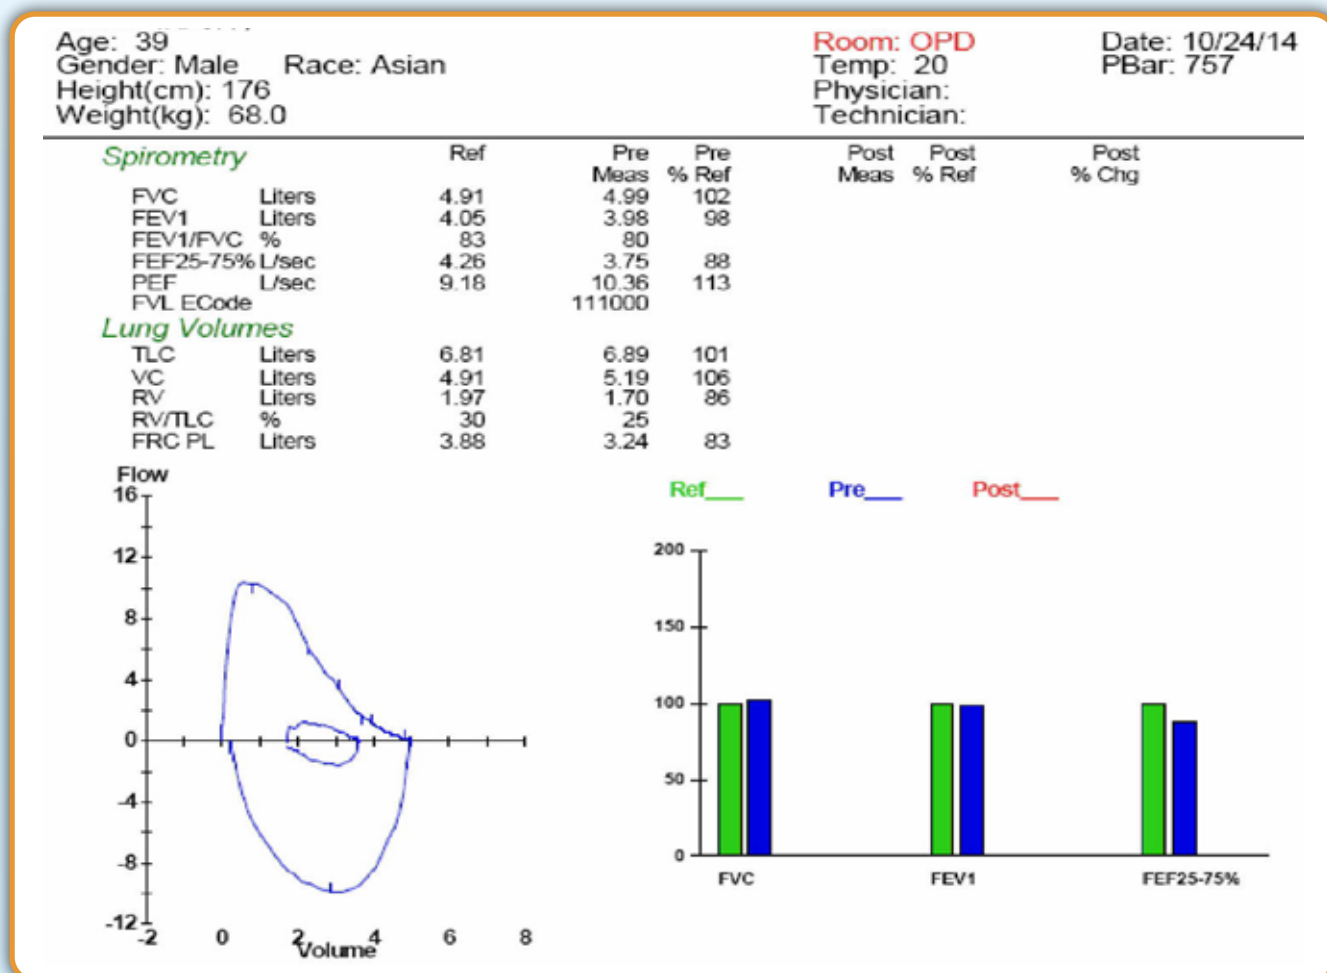 Age: 39 Room: OPD Date: 10/24/14
Gender: Male Race: Asian Temp: 20 PBar: 757
Height(cm): 176 Physician:
Weight(kg): 68.0 Technician:
Spirometry Ref Pre Pre Post Post Post
Meas % Ref Meas % Ref % Chg
FVC Liters 4.91 4.99 102
FEV1 Liters 4.05 3.98 98
FEV1/FVC % 83 80
FEF25-75% L/sec 4.26 3.75 88
PEF L/sec 9.18 10.36 113
FVL ECode 111000
Lung Volumes
TLC Liters 6.81 6.89 101
VC Liters 4.91 5.19 106
RV Liters 1.97 1.70 86
RV/TLC % 30 25
FRC PL Liters 3.88 3.24 83
Flow
16
12
8
4
0
-4
-8
-12
-2 0 2 4 6 8
Volume
Ref Pre Post
200
150
100
50
0
FVC FEV1 FEF25-75%